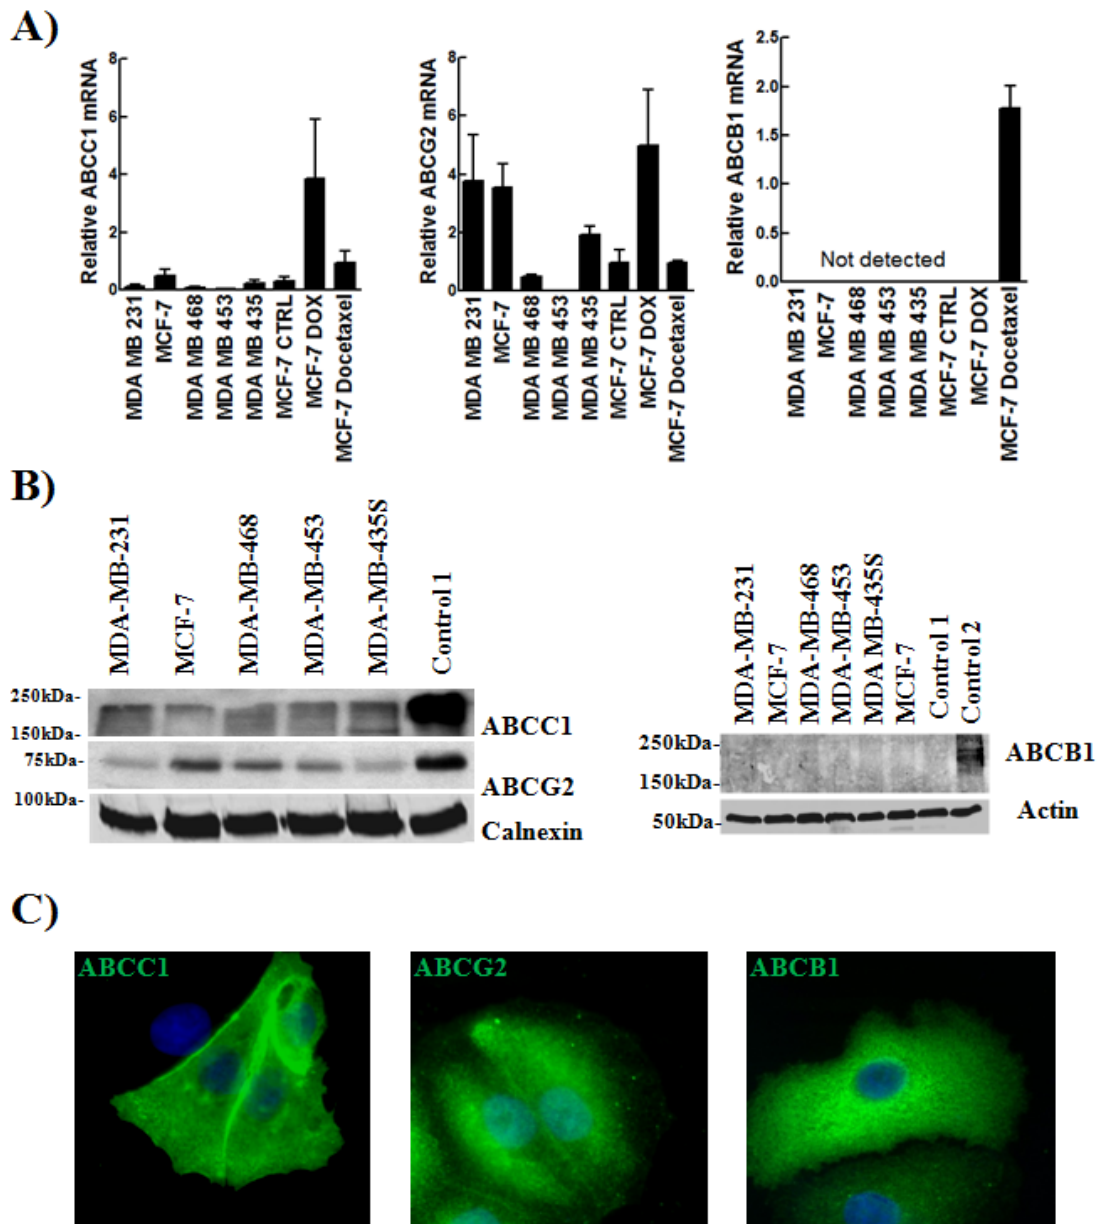 A)
Relative ABCC1 mRNA
8
6
4
2
0
MDA MB 231
MCF-7
MDA MB 468
MDA MB 453
MDA MB 435
MCF-7 CTRL
MCF-7 DOX
MCF-7 Docetaxel
Relative ABCG2 mRNA
8
6
4
2
0
MDA MB 231
MCF-7
MDA MB 468
MDA MB 453
MDA MB 435
MCF-7 CTRL
MCF-7 DOX
MCF-7 Docetaxel
Relative ABCB1 mRNA
2.5
2.0
1.5
1.0
0.5
0.0
Not detected
MDA MB 231
MCF-7
MDA MB 468
MDA MB 453
MDA MB 435
MCF-7 CTRL
MCF-7 DOX
MCF-7 Docetaxel
B)
MDA-MB-231
MCF-7
MDA-MB-468
MDA-MB-453
MDA-MB-435S
Control 1
250kDa-
150kDa-
ABCC1
75kDa-
ABCG2
100kDa-
Calnexin
MDA-MB-231
MCF-7
MDA-MB-468
MDA-MB-453
MDA MB-435S
MCF-7
Control 1
Control 2
250kDa-
150kDa-
ABCB1
50kDa-
Actin
C)
ABCC1
ABCG2
ABCB1